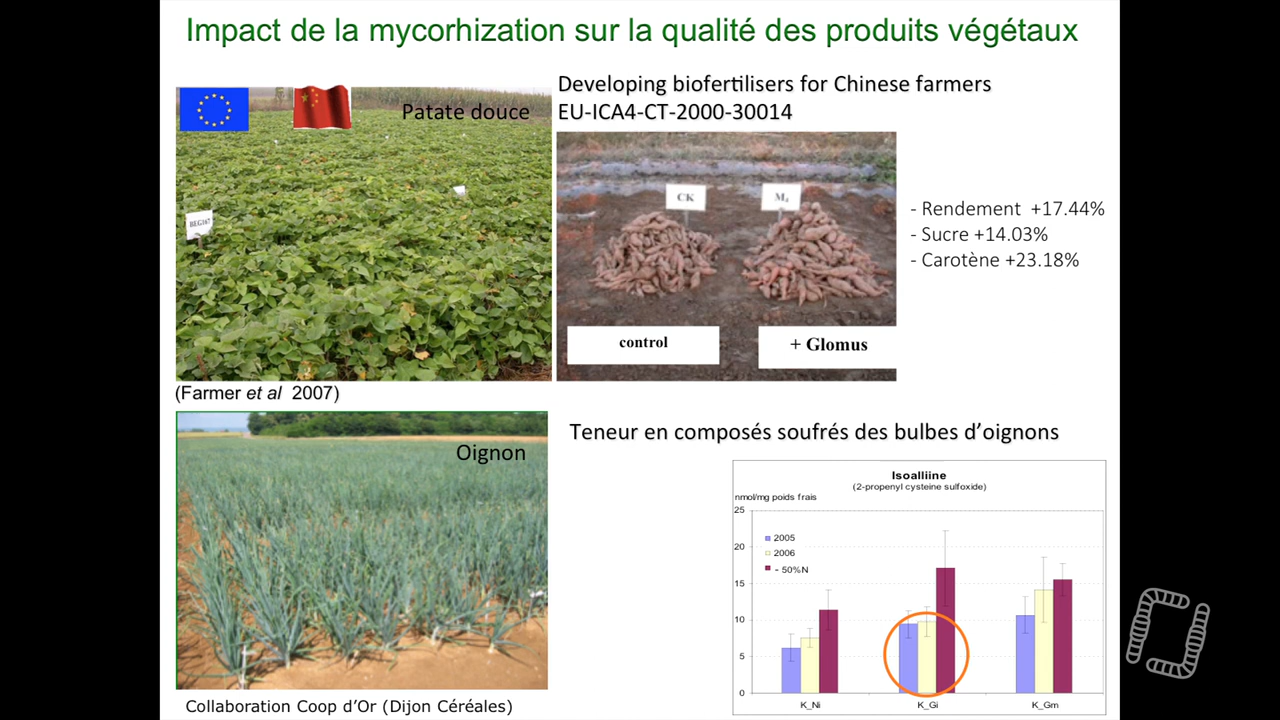 Impact de la mycorhization sur la qualité des produits végétaux
Patate douce
Developing biofertilisers for Chinese farmers
EU-ICA4-CT-2000-30014
BEG167
CK
M₄
control
+ Glomus
- Rendement +17.44%
- Sucre +14.03%
- Carotène +23.18%
(Farmer et al 2007)
Oignon
Teneur en composés soufrés des bulbes d'oignons
Isoalliine
(2-propenyl cysteine sulfoxide)
nmol/mg poids frais
25
20
15
10
5
0
2005
2006
- 50%N
K_Ni
K_Gi
K_Gm
Collaboration Coop d'Or (Dijon Céréales)